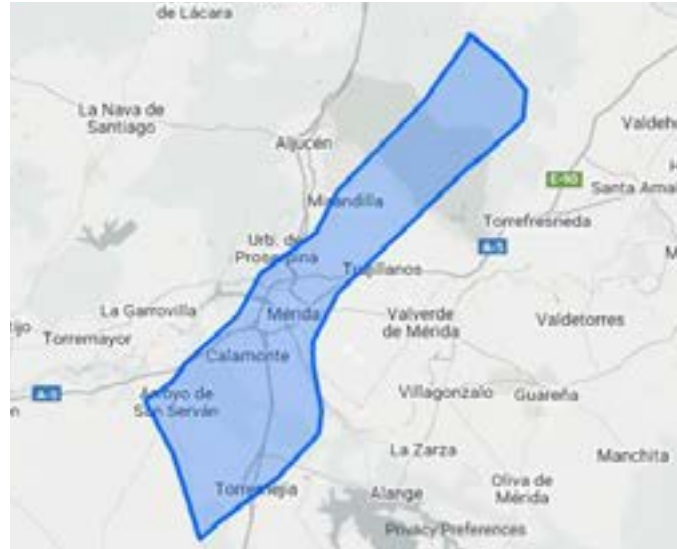 de Lácara
La Nava de
Santiago
Aljucén
Valdeh
E-90
Santa Amal
Mirandilla
Torrefresneda
A-5
Urb. de
Proserpina
Trujillanos
M
La Garrovilla
Mérida
Valverde
de Mérida
Valdetorres
ijo
Torremayor
Calamonte
A-5
Arroyo de
San Serván
Villagonzalo
Guareña
La Zarza
Manchita
Torremejía
Alange
Oliva de
Mérida
Privacy Preferences